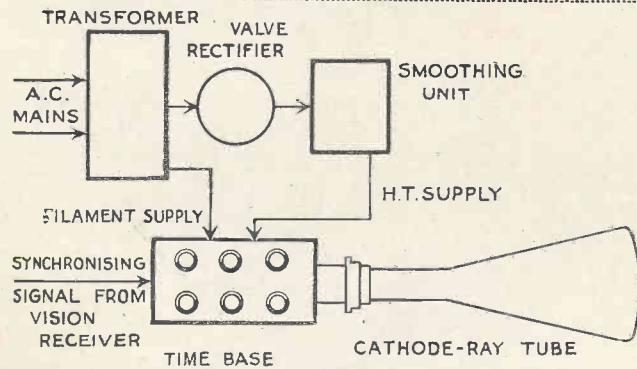 TRANSFORMER
VALVE
RECTIFIER
SMOOTHING
UNIT
A.C.
MAINS
H.T. SUPPLY
FILAMENT SUPPLY
SYNCHRONISING
SIGNAL FROM
VISION
RECEIVER
TIME BASE
CATHODE-RAY TUBE